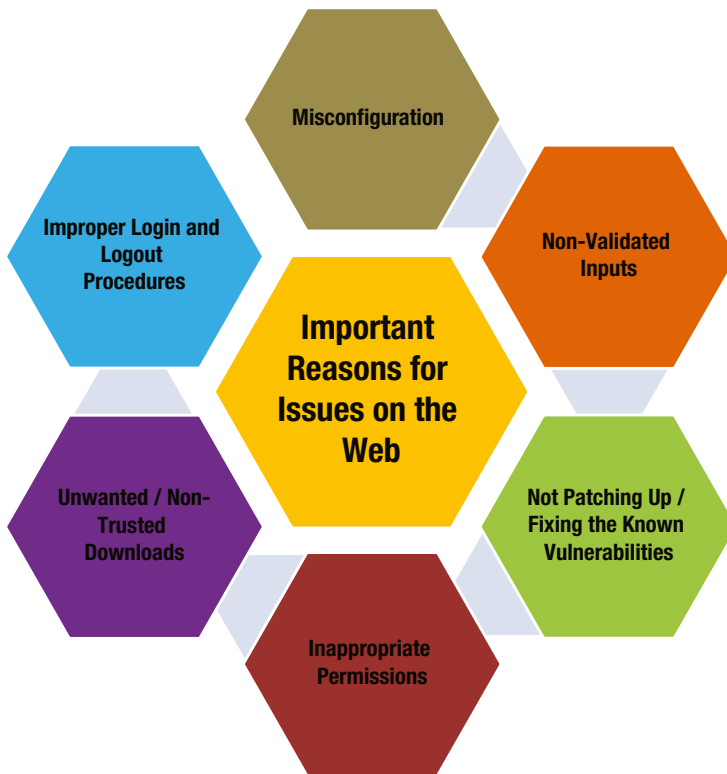 Misconfiguration
Improper Login and
Logout
Procedures
Non-Validated
Inputs
Important
Reasons for
Issues on the
Web
Unwanted / Non-
Trusted
Downloads
Not Patching Up /
Fixing the Known
Vulnerabilities
Inappropriate
Permissions